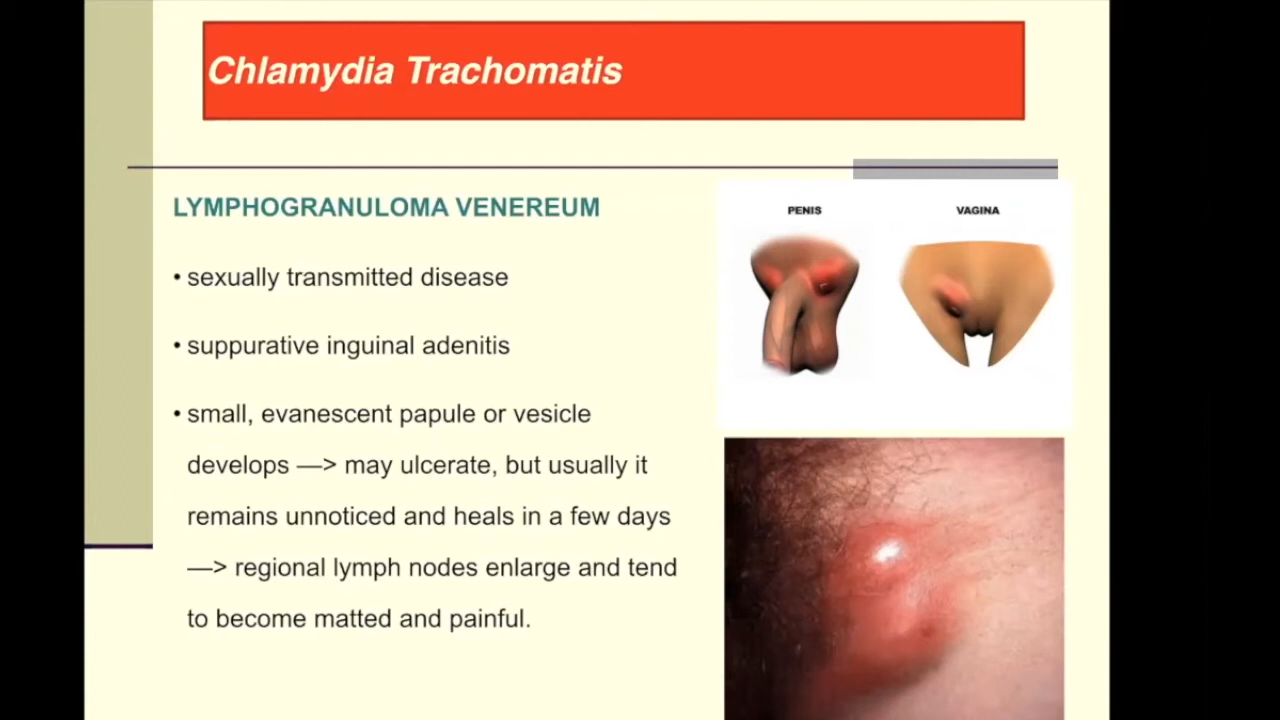 Chlamydia Trachomatis
LYMPHOGRANULOMA VENEREUM
• sexually transmitted disease
• suppurative inguinal adenitis
• small, evanescent papule or vesicle
develops —> may ulcerate, but usually it
remains unnoticed and heals in a few days
—> regional lymph nodes enlarge and tend
to become matted and painful.
PENIS
VAGINA